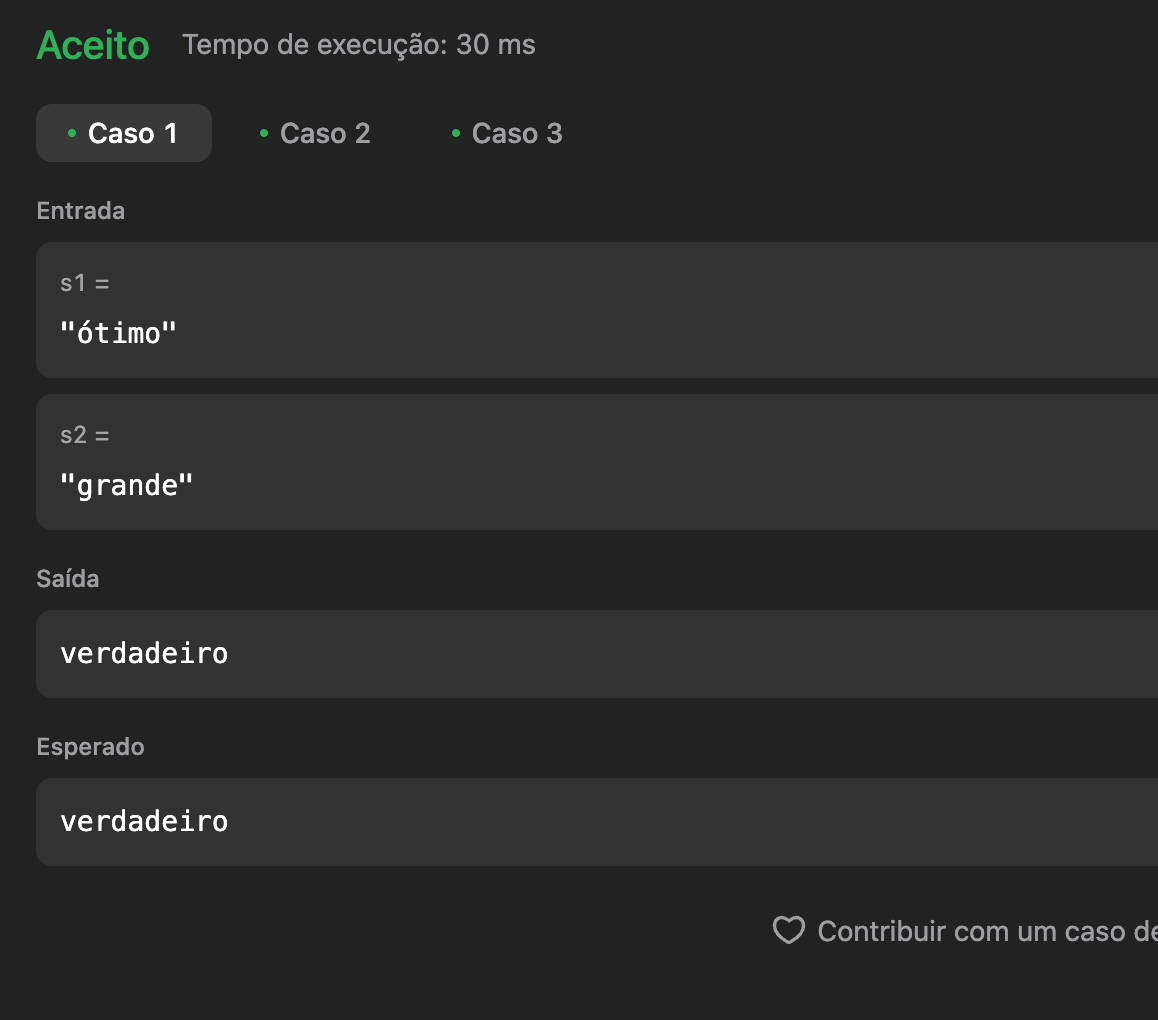 Aceito Tempo de execução: 30 ms
• Caso 1 • Caso 2 • Caso 3
Entrada
s1 =
"ótimo"
s2 =
"grande"
Saída
verdadeiro
Esperado
verdadeiro
Contribuir com um caso de